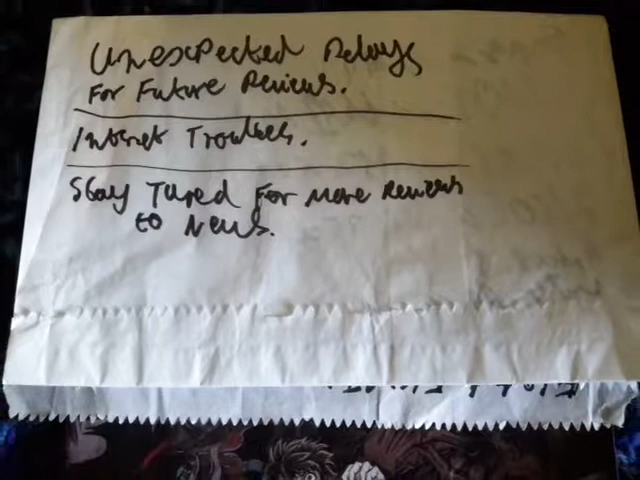 Unexpected Delays
For Future Reviews.
Internet Troubles.
Stay Tuned For More Reviews
to News.